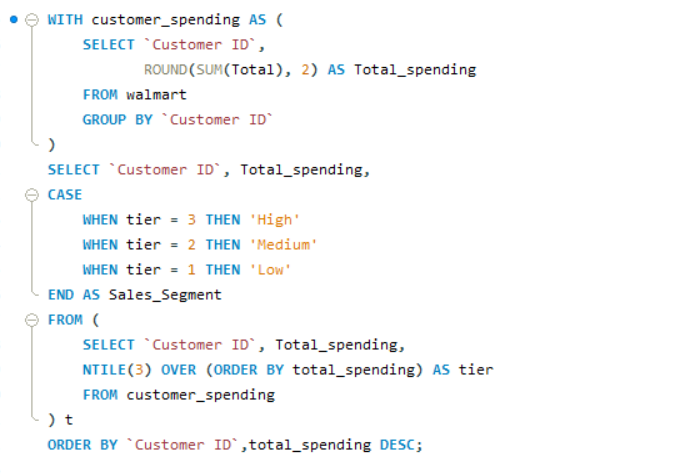 WITH customer_spending AS (
SELECT `Customer ID`,
ROUND(SUM(Total), 2) AS Total_spending
FROM walmart
GROUP BY `Customer ID`
)
SELECT `Customer ID`, Total_spending,
CASE
WHEN tier = 3 THEN 'High'
WHEN tier = 2 THEN 'Medium'
WHEN tier = 1 THEN 'Low'
END AS Sales_Segment
FROM (
SELECT `Customer ID`, Total_spending,
NTILE(3) OVER (ORDER BY total_spending) AS tier
FROM customer_spending
) t
ORDER BY `Customer ID`,total_spending DESC;